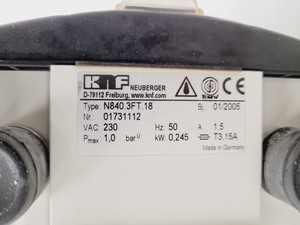 KNF NEUBERGER
D-79112 Freiburg, www.knf.com
Type: N840.3FT.18 Bj. 01/2005
Nr.: 01731112
VAC: 230 Hz 50 A 1,5
Pmax 1,0 barü kW 0,245 T3,15A
Made in Germany